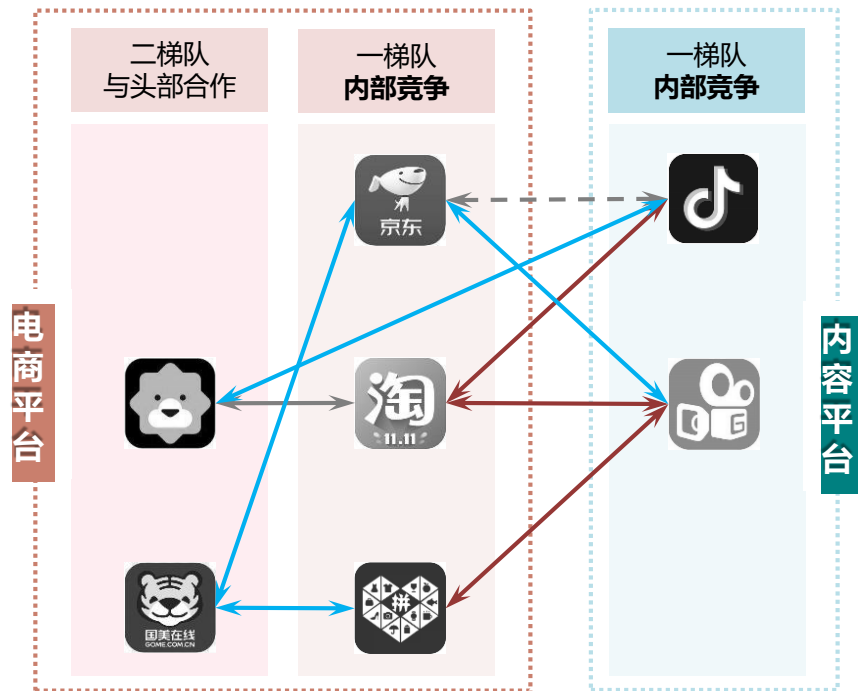 二梯队
与头部合作
一梯队
内部竞争
一梯队
内部竞争
京东
电商平台
淘
11.11
内容平台
G
拼
国美在线
GOME.COM.CN